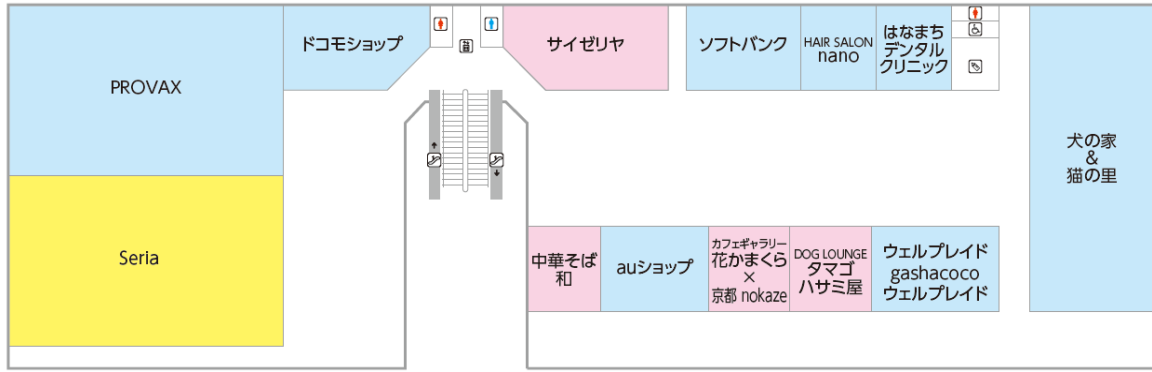 PROVAX
ドコモショップ
サイゼリヤ
ソフトバンク
HAIR SALON
nano
はなまち
デンタル
クリニック
犬の家
&
猫の里
Seria
中華そば
和
auショップ
カフェギャラリー
花かまくら
×
京都 nokaze
DOG LOUNGE
タマゴ
ハサミ屋
ウェルプレイド
gashacoco
ウェルプレイド